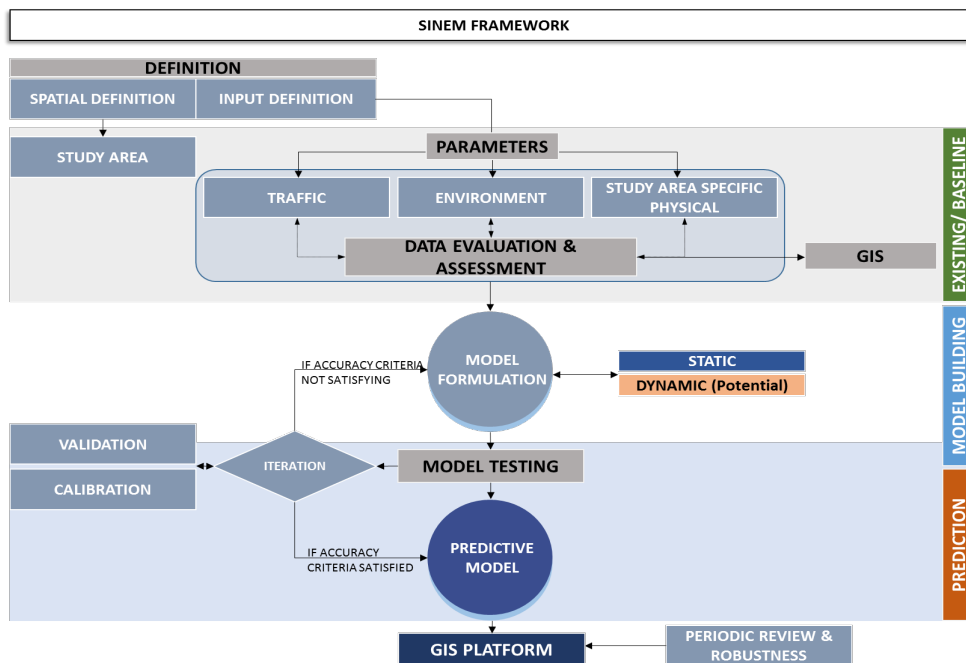 SINEM FRAMEWORK
DEFINITION
SPATIAL DEFINITION
INPUT DEFINITION
STUDY AREA
PARAMETERS
TRAFFIC
ENVIRONMENT
STUDY AREA SPECIFIC
PHYSICAL
DATA EVALUATION &
ASSESSMENT
GIS
EXISTING/ BASELINE
MODEL
FORMULATION
IF ACCURACY CRITERIA
NOT SATISFYING
STATIC
DYNAMIC (Potential)
MODEL BUILDING
VALIDATION
CALIBRATION
ITERATION
MODEL TESTING
IF ACCURACY
CRITERIA SATISFIED
PREDICTIVE
MODEL
PREDICTION
GIS PLATFORM
PERIODIC REVIEW &
ROBUSTNESS